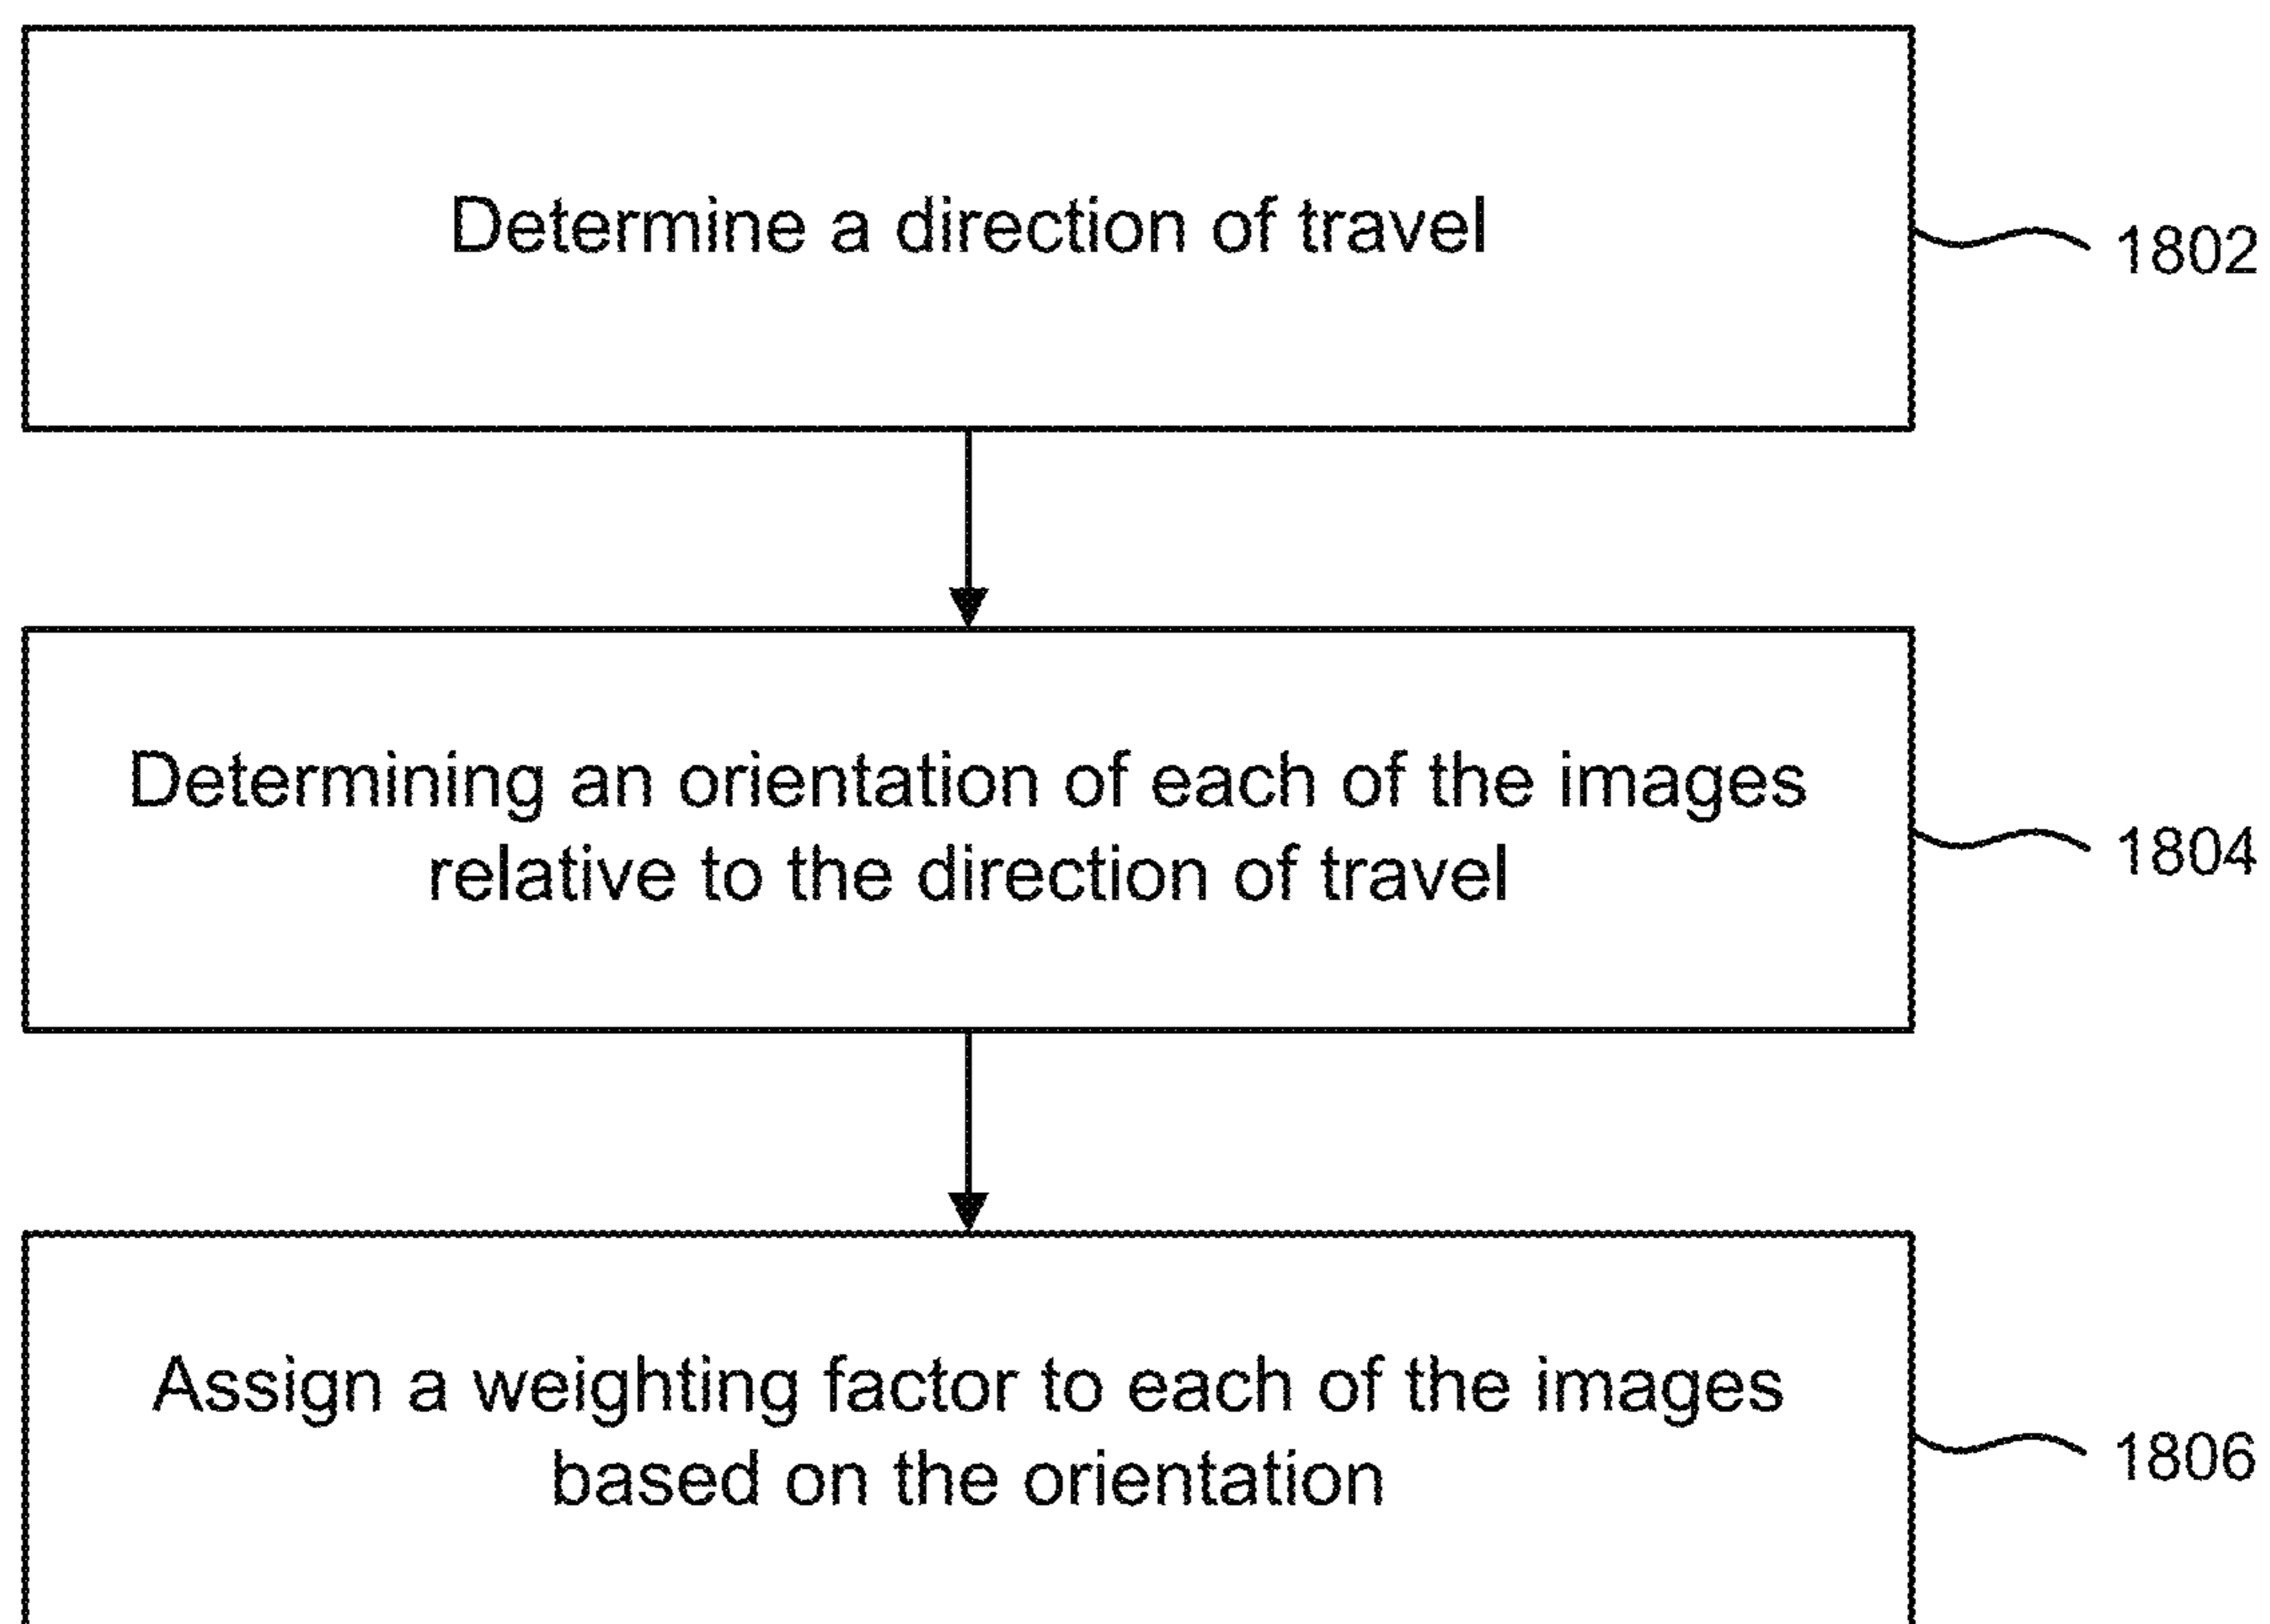 Determine a direction of travel
1802
Determining an orientation of each of the images
relative to the direction of travel
1804
Assign a weighting factor to each of the images
based on the orientation
1806